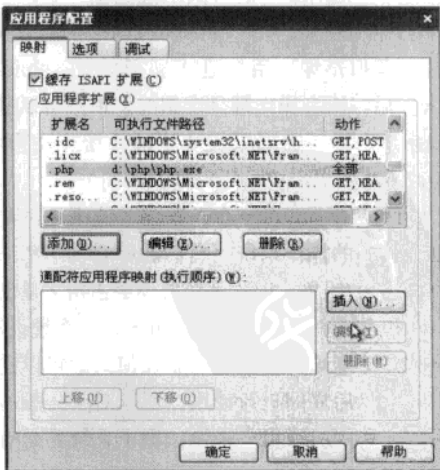 应用程序配置
映射 选项 调试
缓存 ISAPI 扩展(C)
应用程序扩展(X)
扩展名 可执行文件路径 动作
.idc C:\WINDOWS\system32\inetsrv\h... GET,POST
.licx C:\WINDOWS\Microsoft.NET\Fram... GET,HEA.
.php d:\php\php.exe 全部
.rem C:\WINDOWS\Microsoft.NET\Fram... GET,HEA.
.reso... C:\WINDOWS\Microsoft.NET\Fram... GET,HEA.
添加(D)... 编辑(E)... 删除(R)
通配符应用程序映射(执行顺序)(W):
插入(N)...
删除(M)
上移(U) 下移(O)
确定 取消 帮助